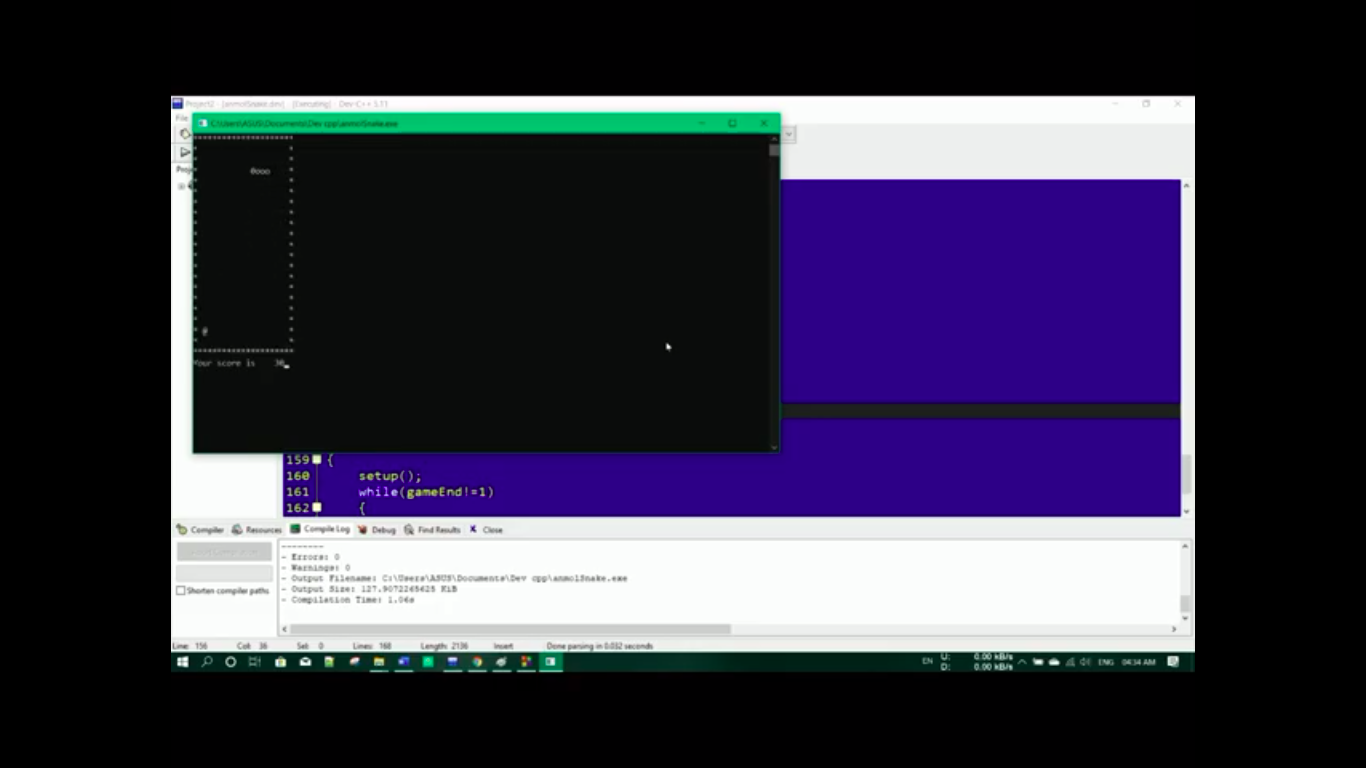 Project2 - [anmolSnake.dev] - [Executing] - Dev-C++ 5.11
File
C:\Users\ASUS\Documents\Dev cpp\anmolSnake.exe
Proj
@ooo
@
Your score is 30
159 {
160 setup();
161 while(gameEnd!=1)
162 {
Compiler Resources Compile Log Debug Find Results Close
--------
- Errors: 0
- Warnings: 0
- Output Filename: C:\Users\ASUS\Documents\Dev cpp\anmolSnake.exe
- Output Size: 127.9072265625 KiB
- Compilation Time: 1.06s
Shorten compiler paths
Line: 156 Col: 36 Sel: 0 Lines: 168 Length: 2136 Insert Done parsing in 0.032 seconds
EN U: 0.00 kB/s ENG 04:34 AM
D: 0.00 kB/s